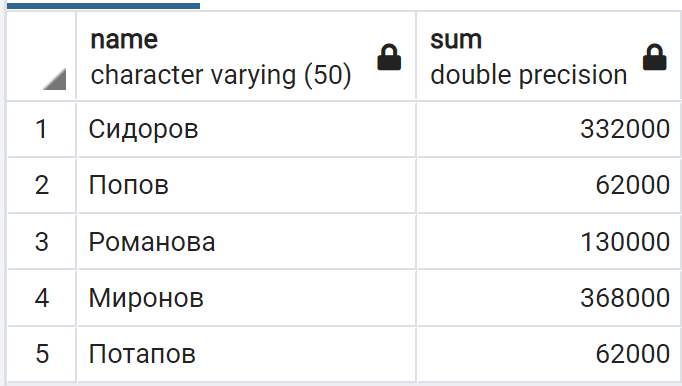 name sum
character varying (50) double precision
1 Сидоров 332000
2 Попов 62000
3 Романова 130000
4 Миронов 368000
5 Потапов 62000